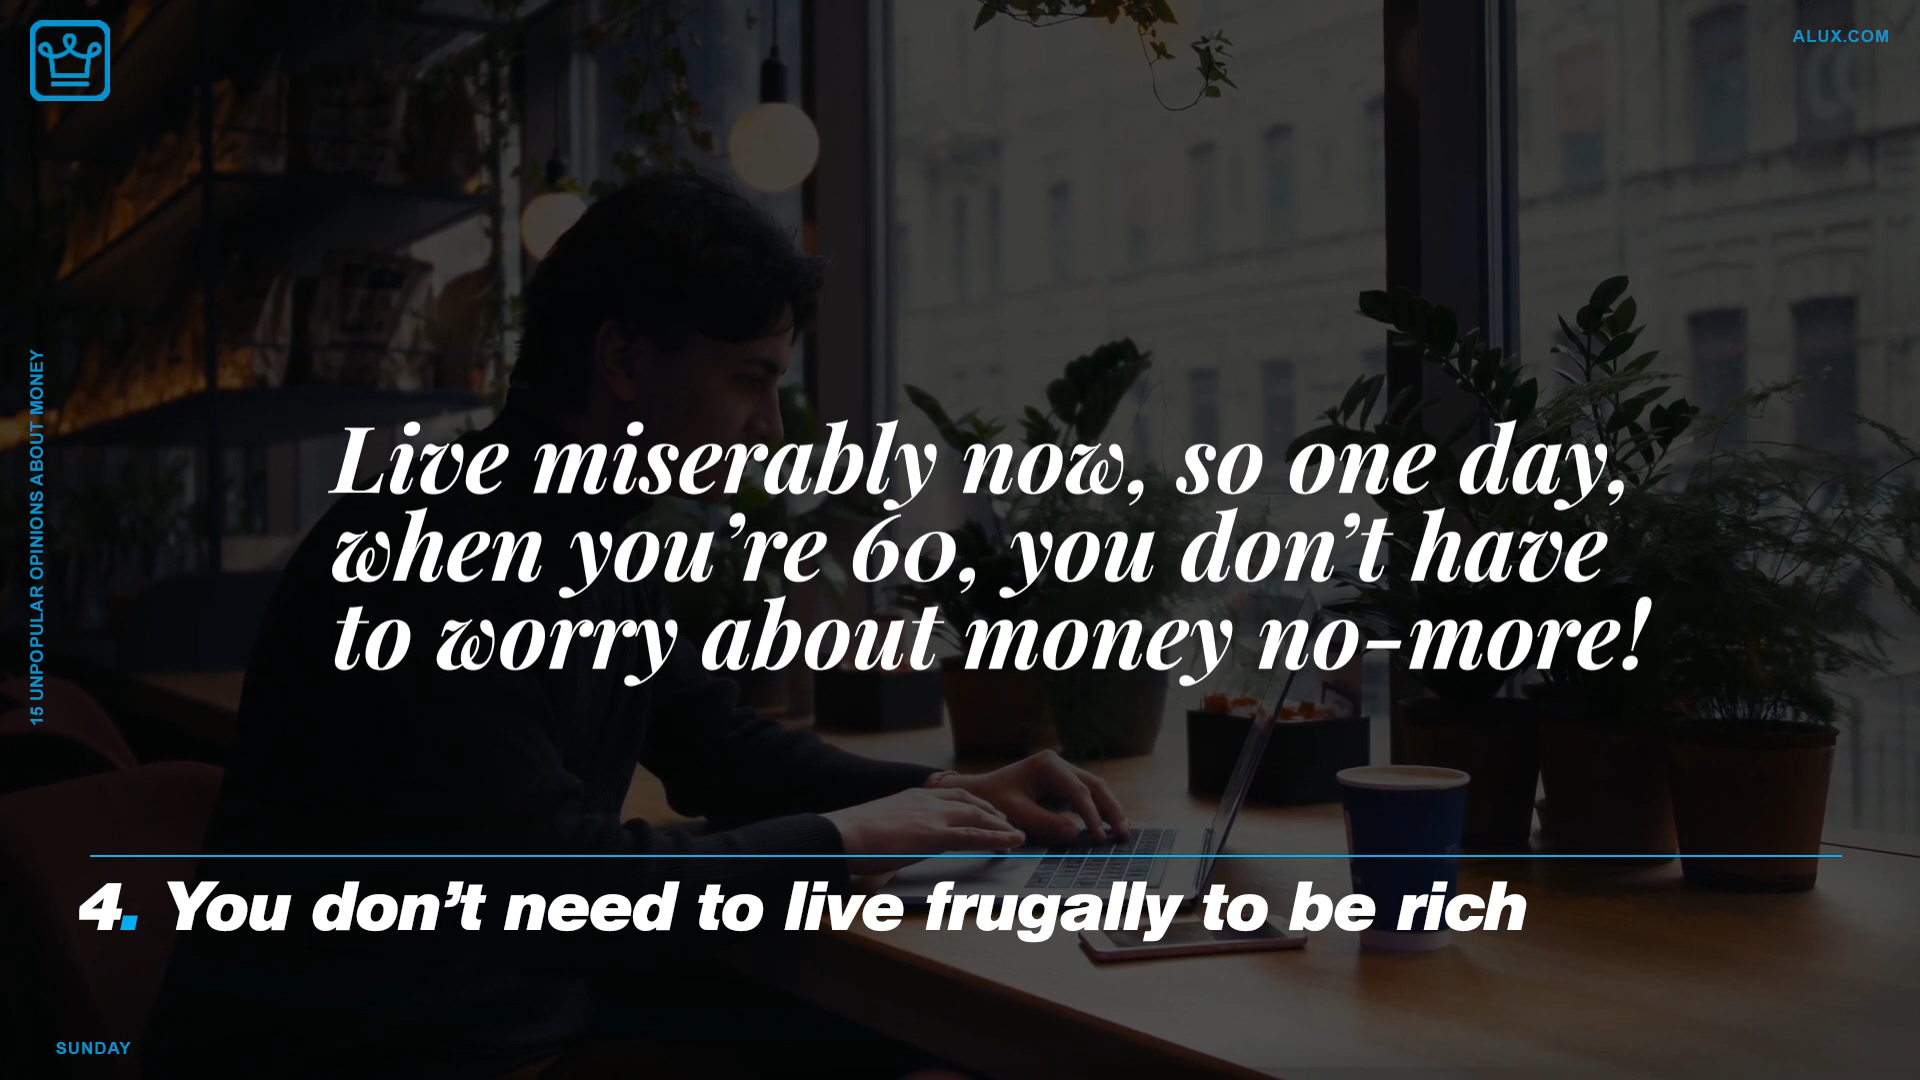 ALUX.COM
15 UNPOPULAR OPINIONS ABOUT MONEY
Live miserably now, so one day,
when you’re 60, you don’t have
to worry about money no-more!
4. You don’t need to live frugally to be rich
SUNDAY